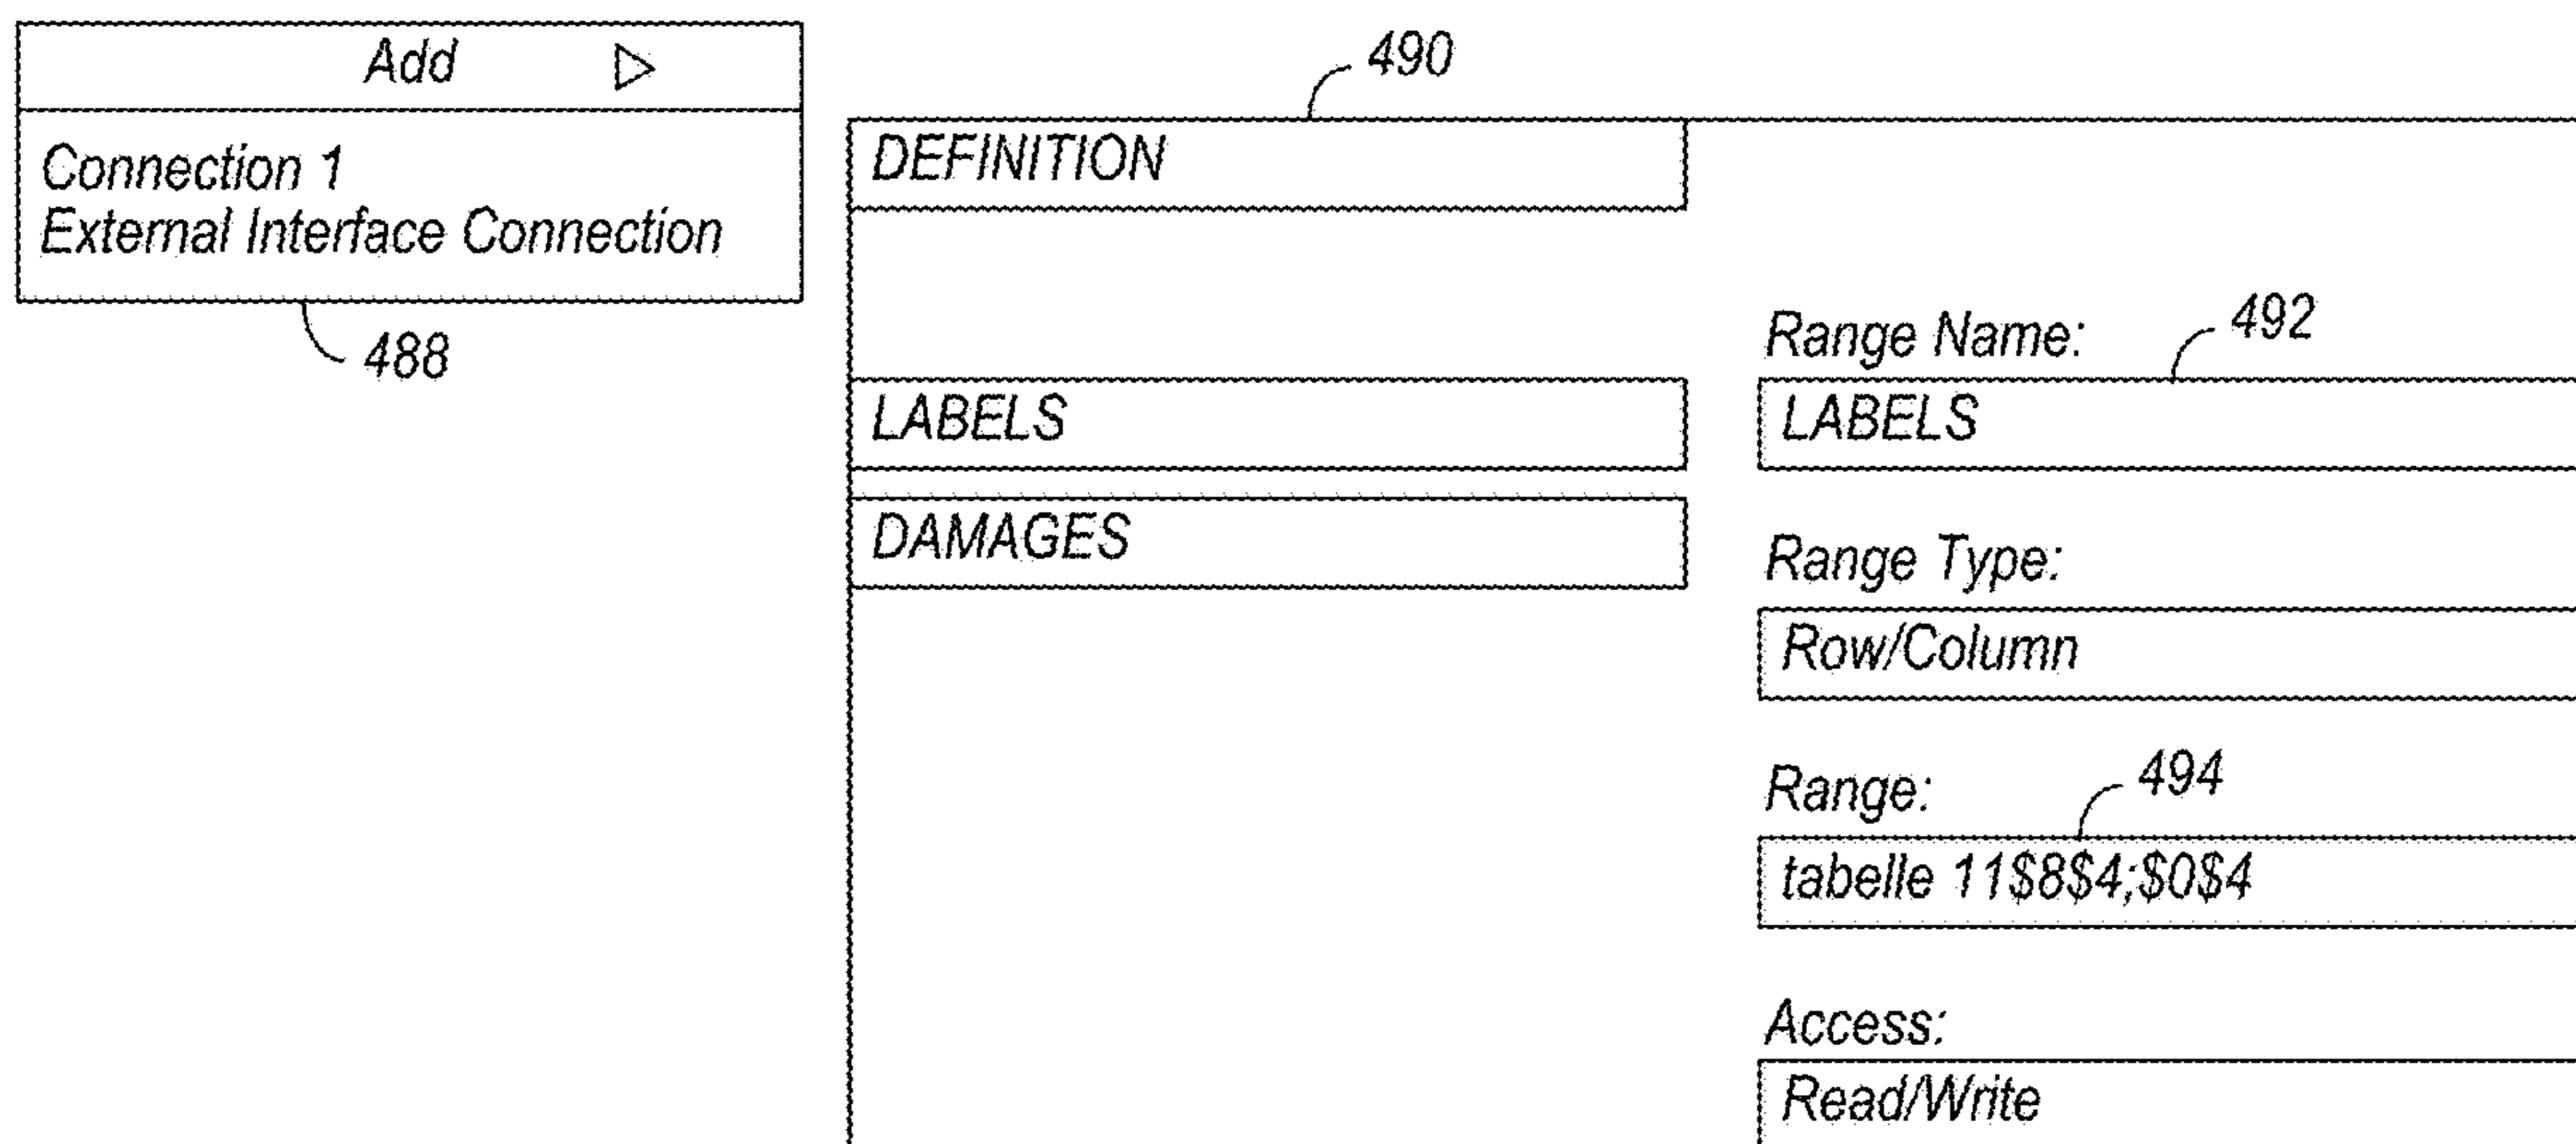 Add
Connection 1
External Interface Connection
488
490
DEFINITION
LABELS
DAMAGES
Range Name:
492
LABELS
Range Type:
Row/Column
Range:
494
tabelle 11$8$4;$0$4
Access:
Read/Write